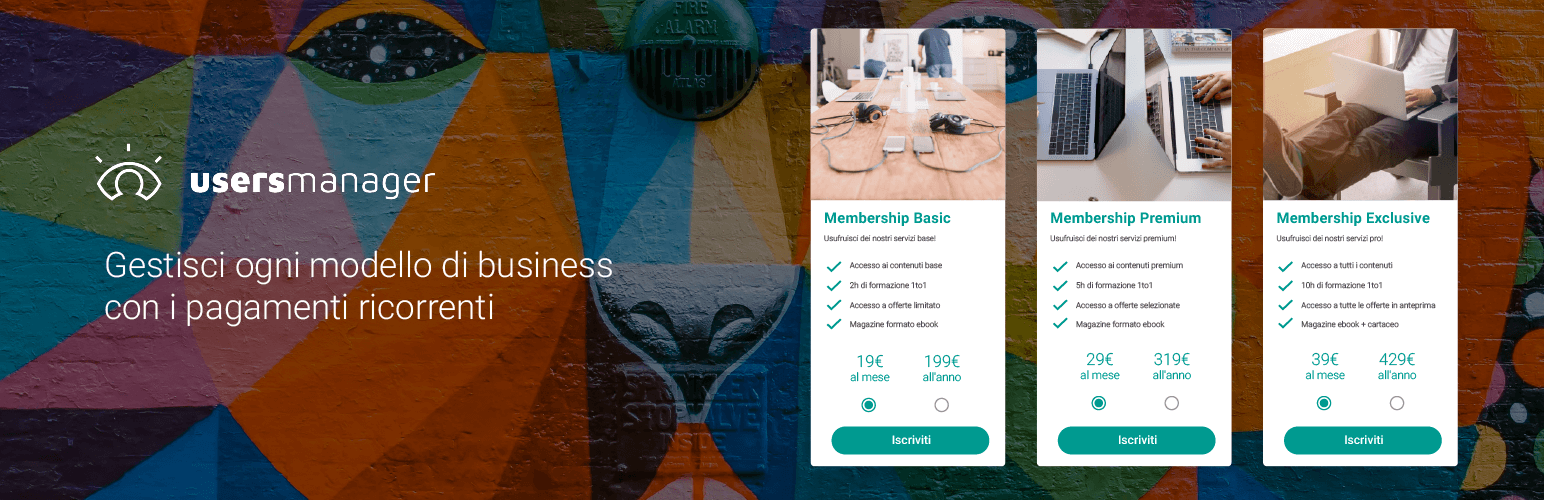 FIRE
ALARM
ATLAS
usersmanager
Gestisci ogni modello di business
con i pagamenti ricorrenti
Membership Basic
Usufruisci dei nostri servizi base!
Accesso ai contenuti base
2h di formazione 1to1
Accesso a offerte limitato
Magazine formato ebook
19€
al mese
199€
all'anno
Iscriviti
Membership Premium
Usufruisci dei nostri servizi premium!
Accesso ai contenuti premium
5h di formazione 1to1
Accesso a offerte selezionate
Magazine formato ebook
29€
al mese
319€
all'anno
Iscriviti
Membership Exclusive
Usufruisci dei nostri servizi pro!
Accesso a tutti i contenuti
10h di formazione 1to1
Accesso a tutte le offerte in anteprima
Magazine ebook + cartaceo
39€
al mese
429€
all'anno
Iscriviti